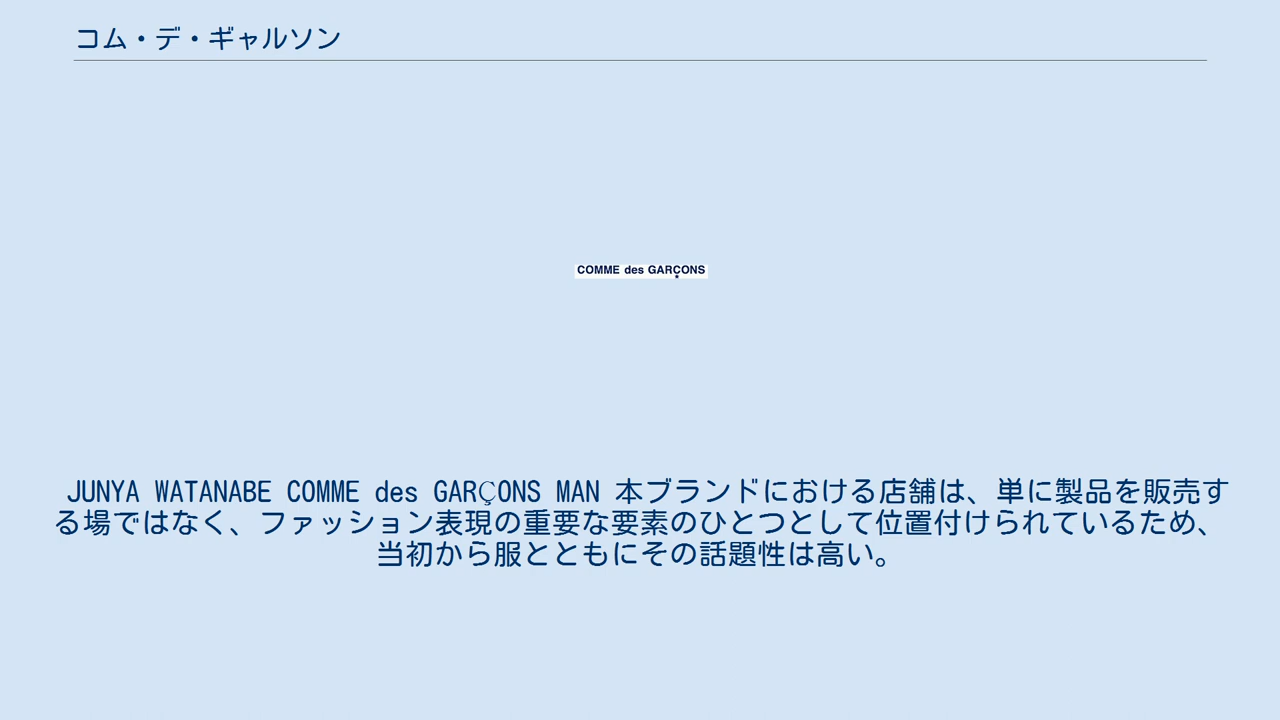 コム・デ・ギャルソン
COMME des GARÇONS
JUNYA WATANABE COMME des GARÇONS MAN 本ブランドにおける店舗は、単に製品を販売す
る場ではなく、ファッション表現の重要な要素のひとつとして位置付けられているため、
当初から服とともにその話題性は高い。